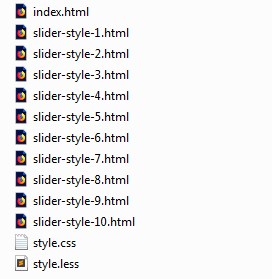 index.html
slider-style-1.html
slider-style-2.html
slider-style-3.html
slider-style-4.html
slider-style-5.html
slider-style-6.html
slider-style-7.html
slider-style-8.html
slider-style-9.html
slider-style-10.html
style.css
style.less